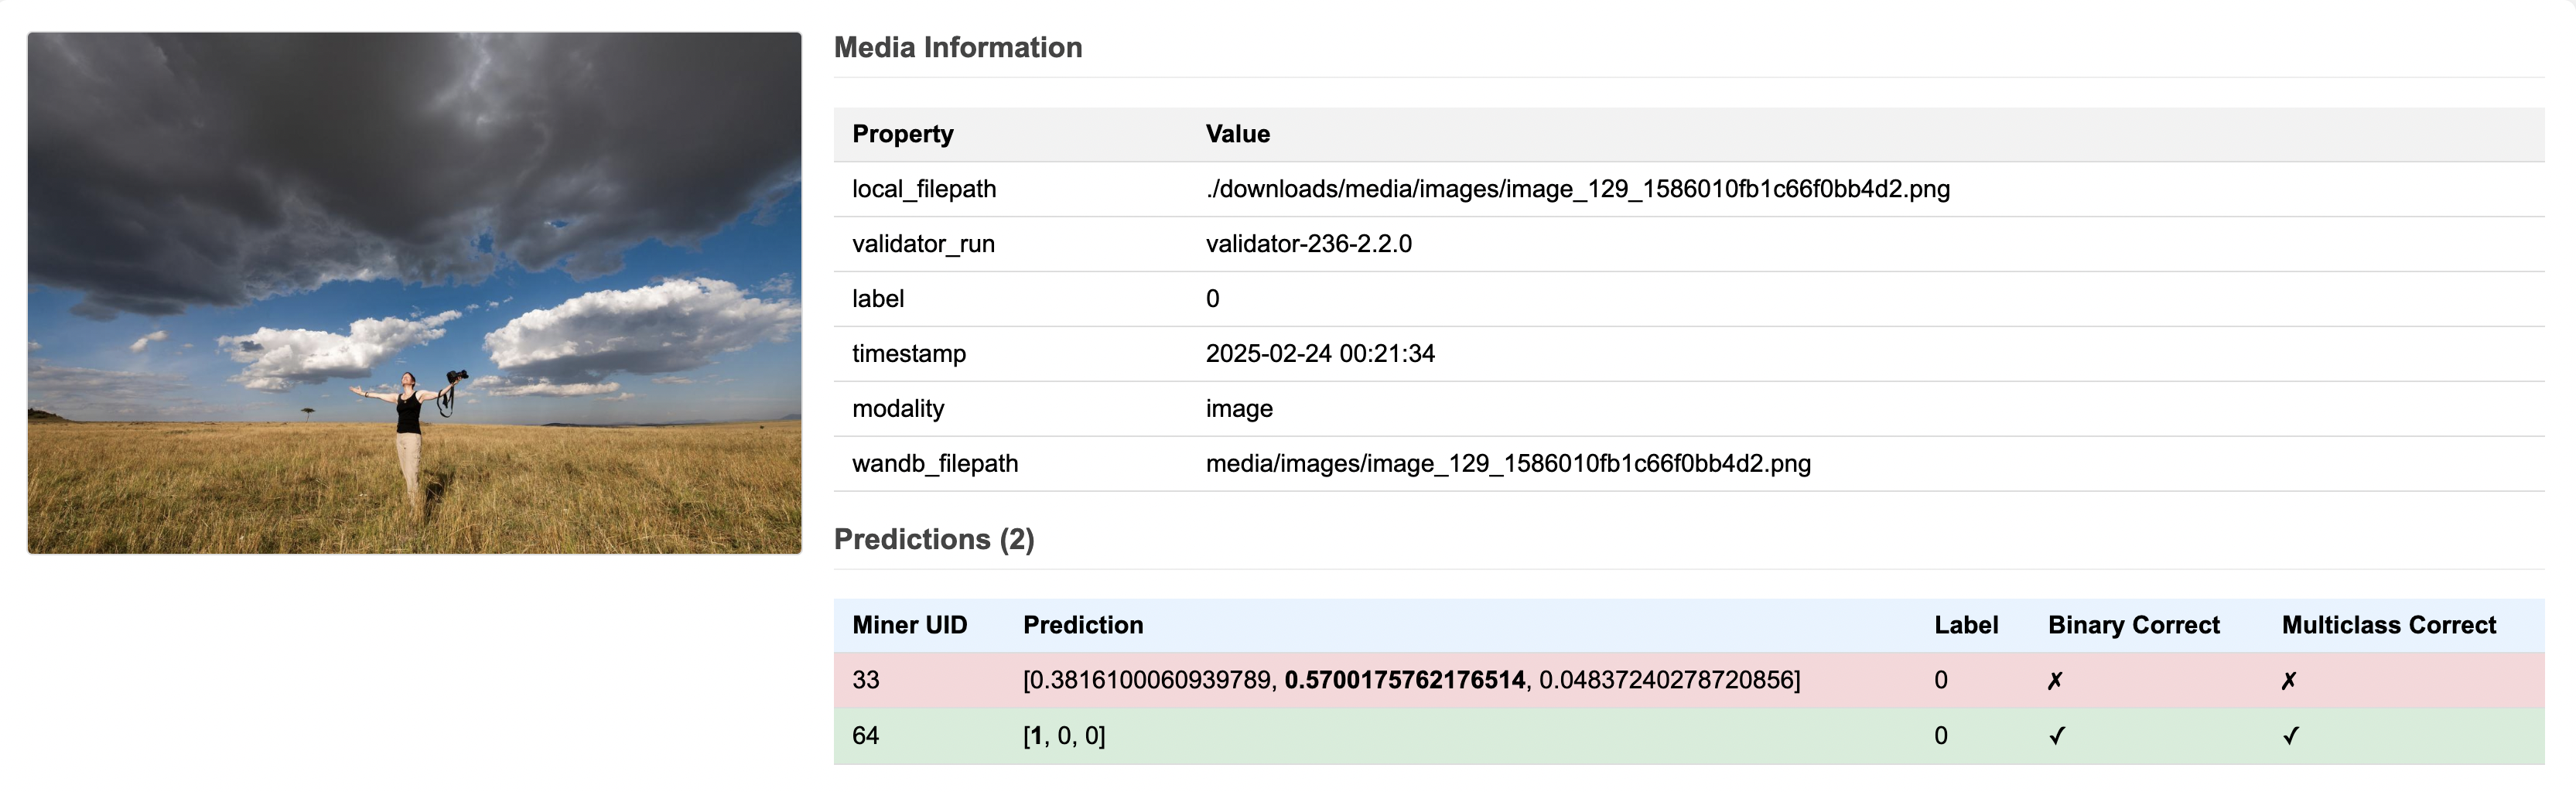 Media Information
Property Value
local_filepath ./downloads/media/images/image_129_1586010fb1c66f0bb4d2.png
validator_run validator-236-2.2.0
label 0
timestamp 2025-02-24 00:21:34
modality image
wandb_filepath media/images/image_129_1586010fb1c66f0bb4d2.png
Predictions (2)
Miner UID Prediction Label Binary Correct Multiclass Correct
33 [0.3816100060939789, 0.5700175762176514, 0.04837240278720856] 0 ✗ ✗
64 [1, 0, 0] 0 ✓ ✓